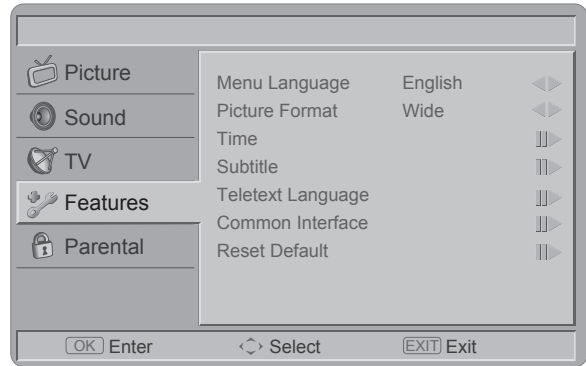 Picture
Sound
TV
Features
Parental
Menu Language English
Picture Format Wide
Time
Subtitle
Teletext Language
Common Interface
Reset Default
OK Enter Select EXIT Exit